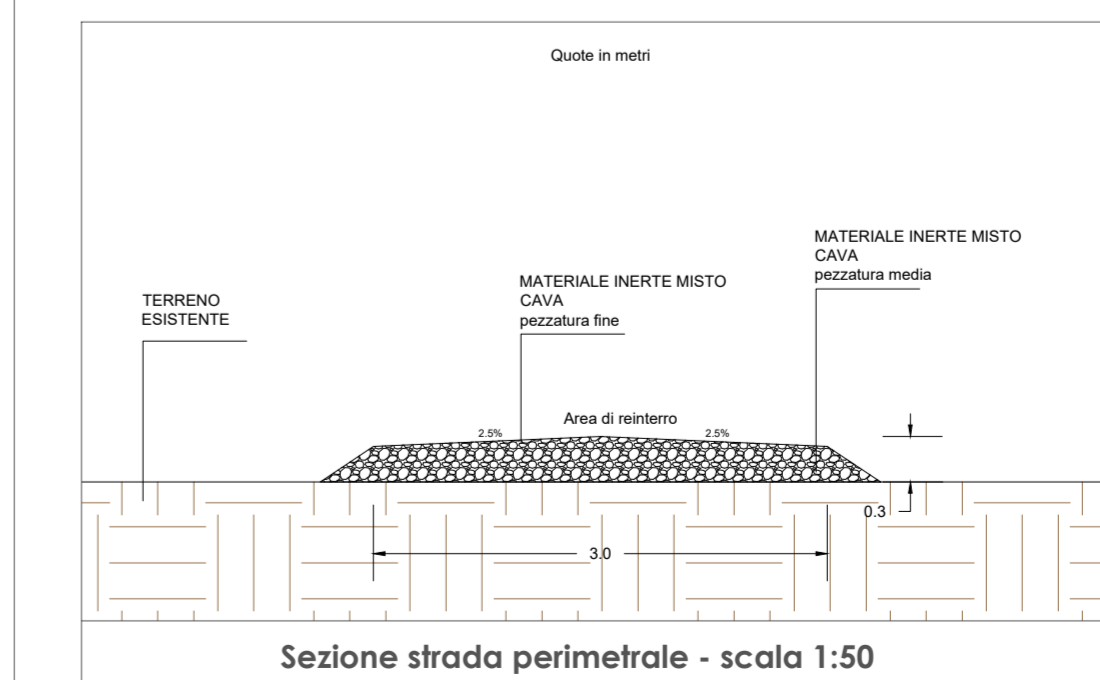 Quote in metri
MATERIALE INERTE MISTO
CAVA
pezzatura media
MATERIALE INERTE MISTO
CAVA
pezzatura fine
TERRENO
ESISTENTE
Area di reinterro
2.5%
2.5%
0.3
3.0
Sezione strada perimetrale - scala 1:50